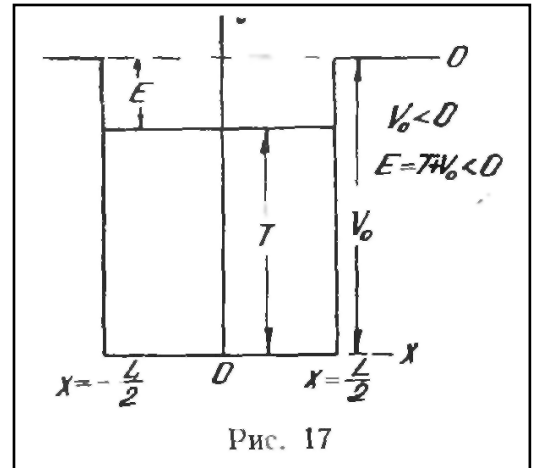 0
E
V₀ < 0
E = T+V₀ < 0
T
V₀
X
X = - L/2
0
X = L/2
Рис. 17